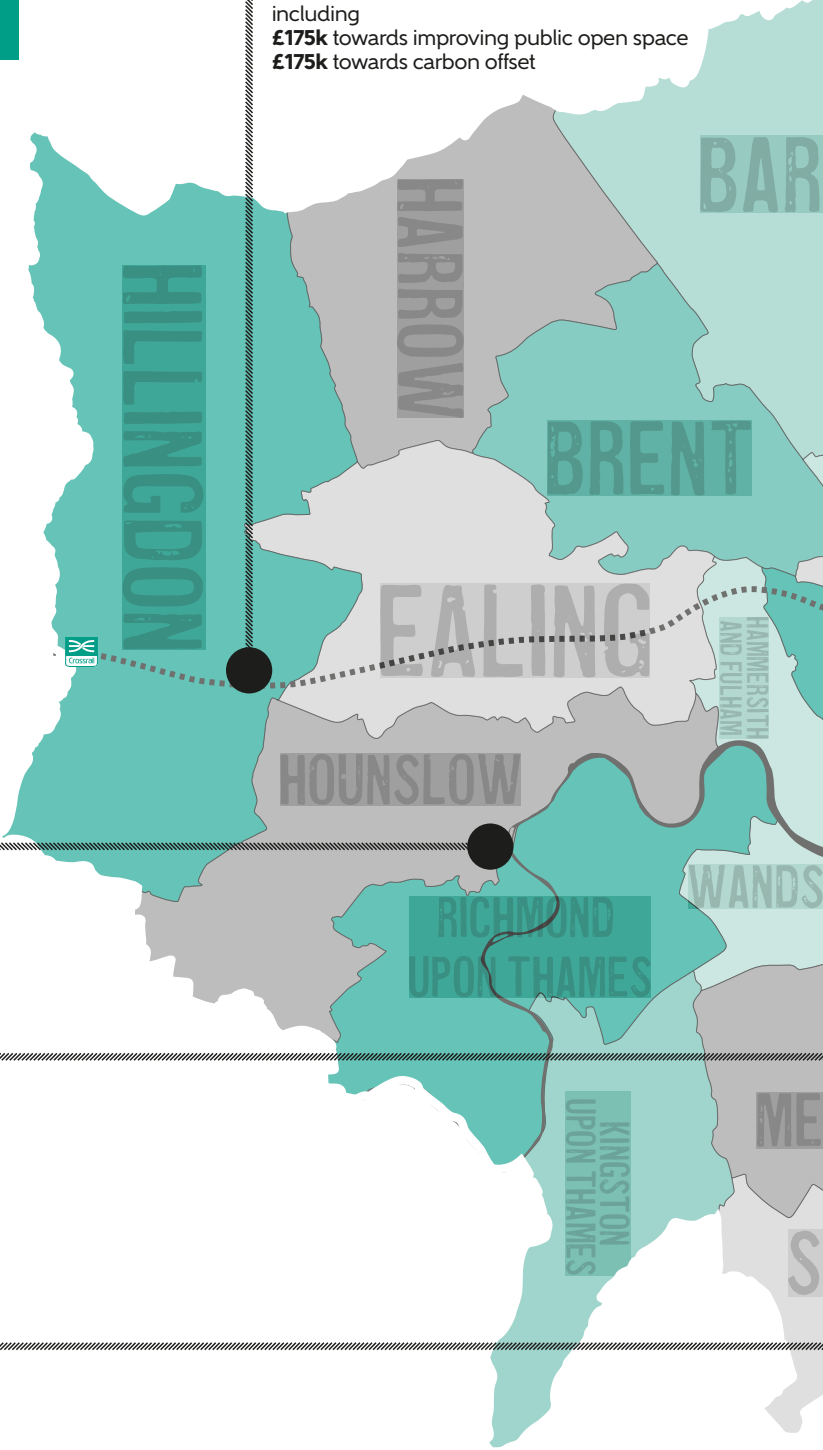 including
£175k towards improving public open space
£175k towards carbon offset
BAR
HARROW
HILLINGDON
BRENT
EALING
HAMMERSITH
AND FULHAM
Crossrail
HOUNSLOW
WANDS
RICHMOND
UPON THAMES
ME
KINGSTON
UPON THAMES
S